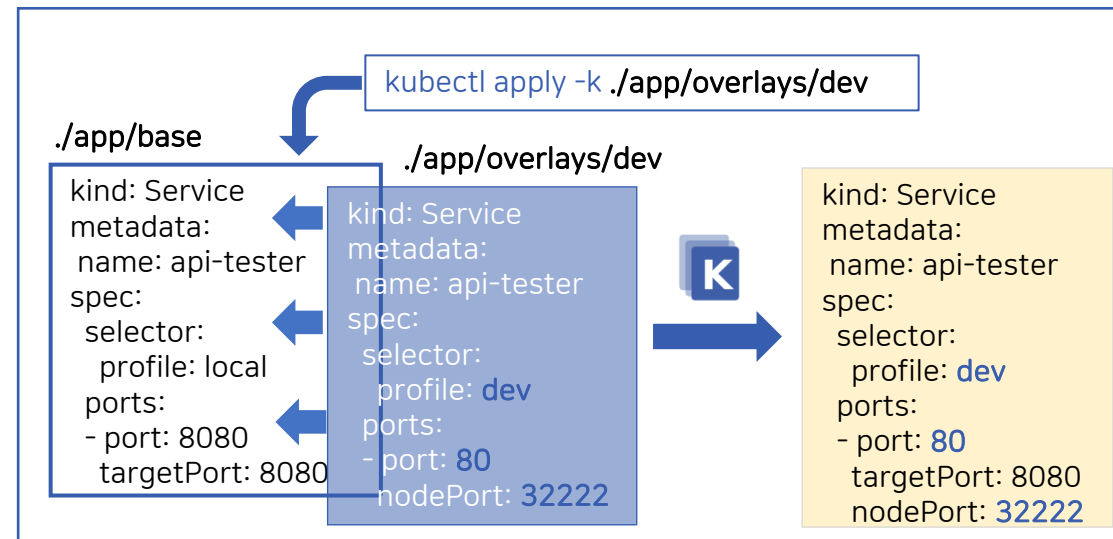 kubectl apply -k ./app/overlays/dev
./app/base
kind: Service
metadata:
name: api-tester
spec:
selector:
profile: local
ports:
- port: 8080
targetPort: 8080
./app/overlays/dev
kind: Service
metadata:
name: api-tester
spec:
selector:
profile: dev
ports:
- port: 80
nodePort: 32222
K
kind: Service
metadata:
name: api-tester
spec:
selector:
profile: dev
ports:
- port: 80
targetPort: 8080
nodePort: 32222